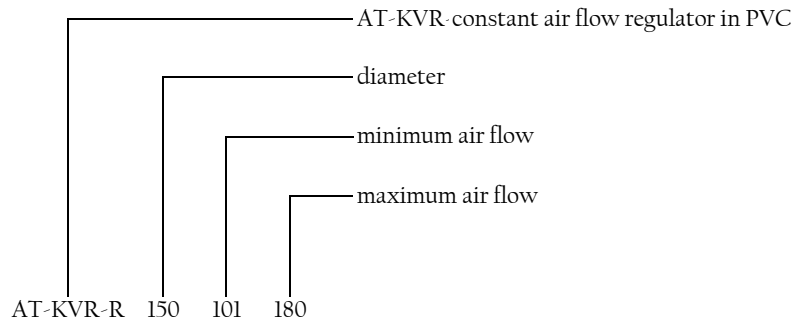 AT-KVR-constant air flow regulator in PVC
diameter
minimum air flow
maximum air flow
AT-KVR-R 150 101 180